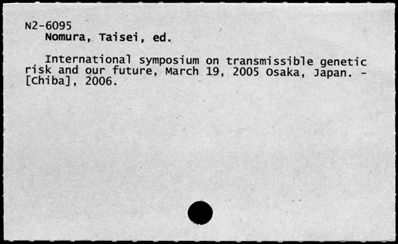 N2-6095
Nomura, Taisei, ed.
International symposium on transmissible genetic
risk and our future, March 19, 2005 Osaka, Japan. -
[Chiba], 2006.